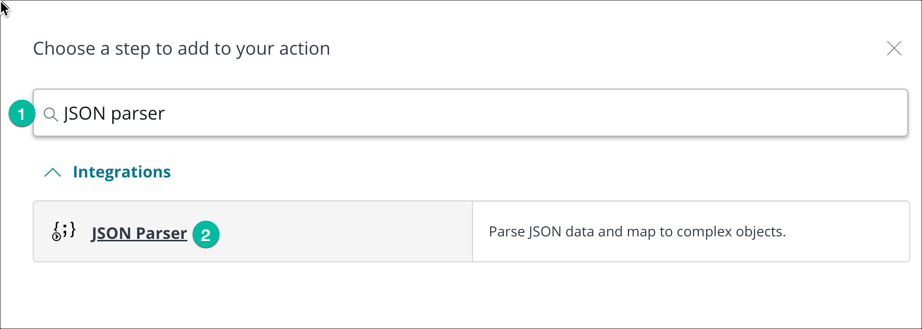 Choose a step to add to your action
1
JSON parser
Integrations
{;}
JSON Parser 2
Parse JSON data and map to complex objects.